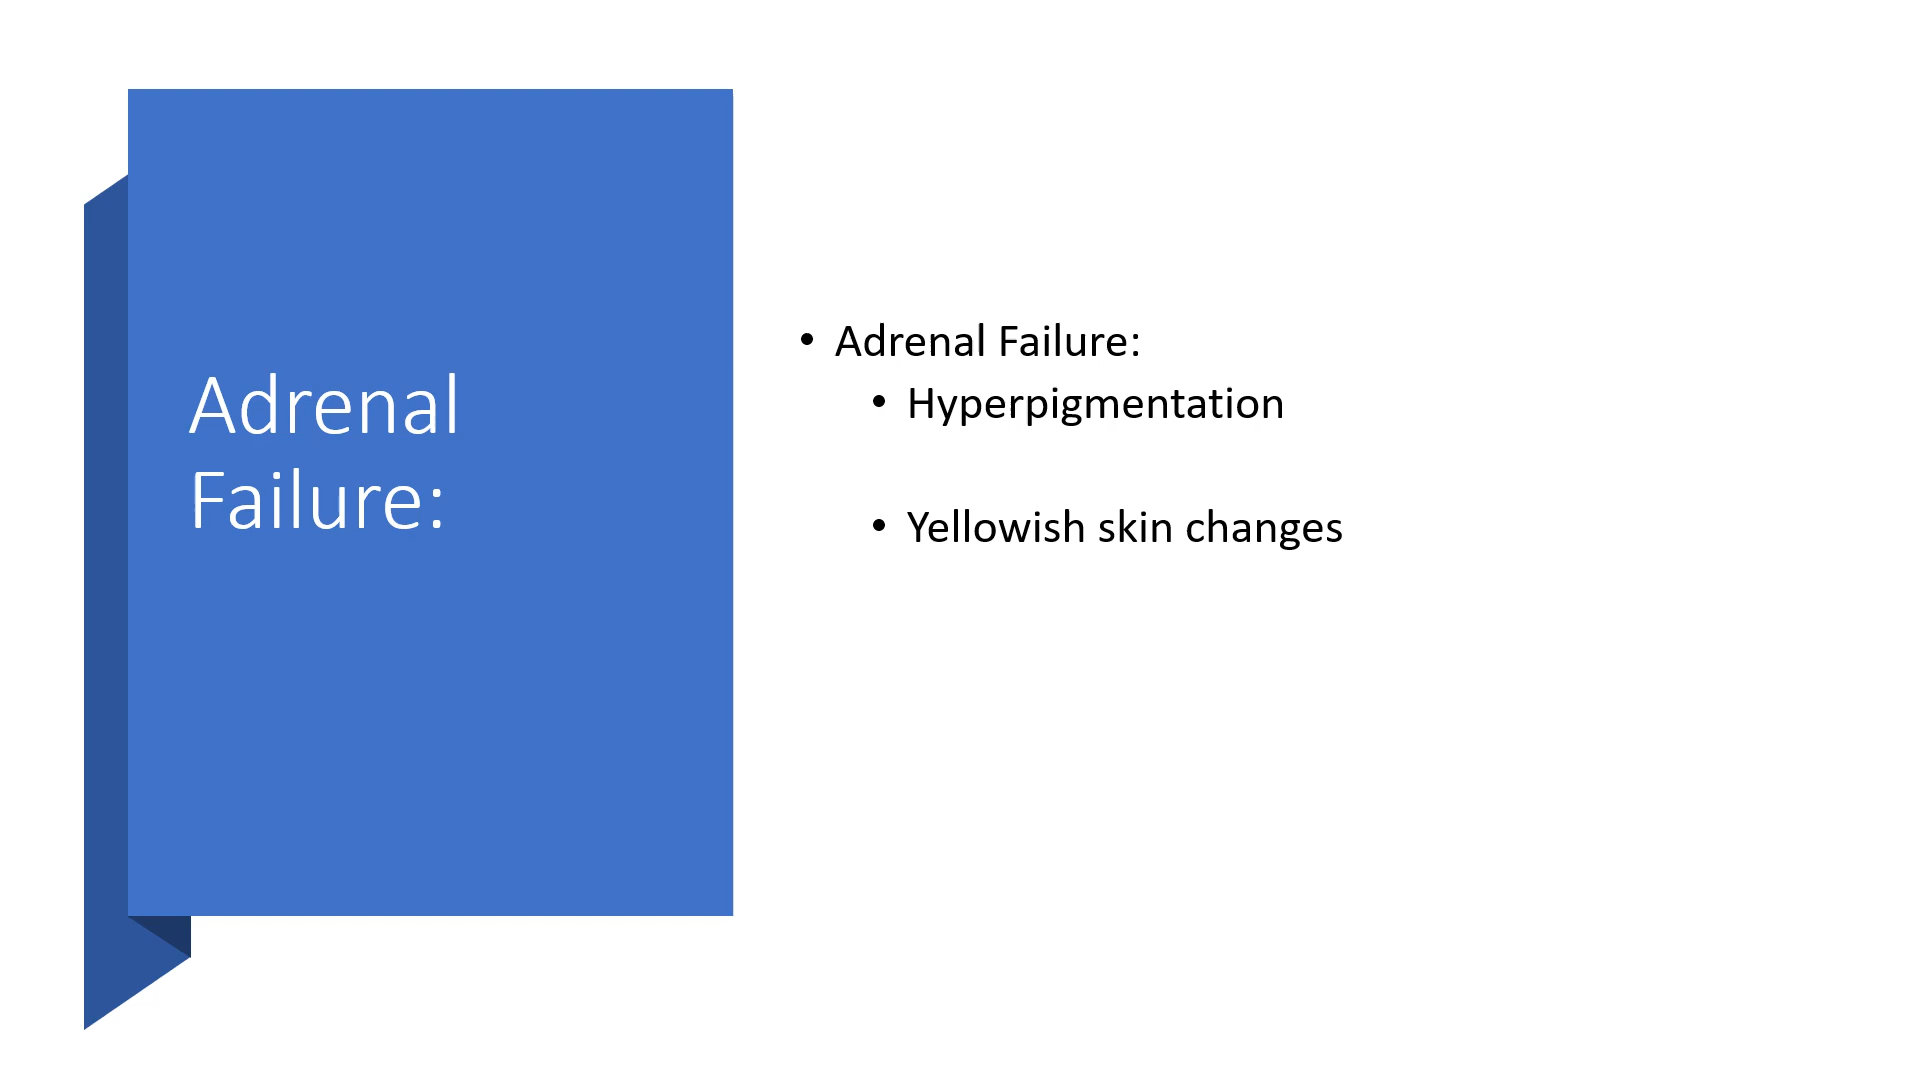 Adrenal
Failure:
• Adrenal Failure:
• Hyperpigmentation
• Yellowish skin changes